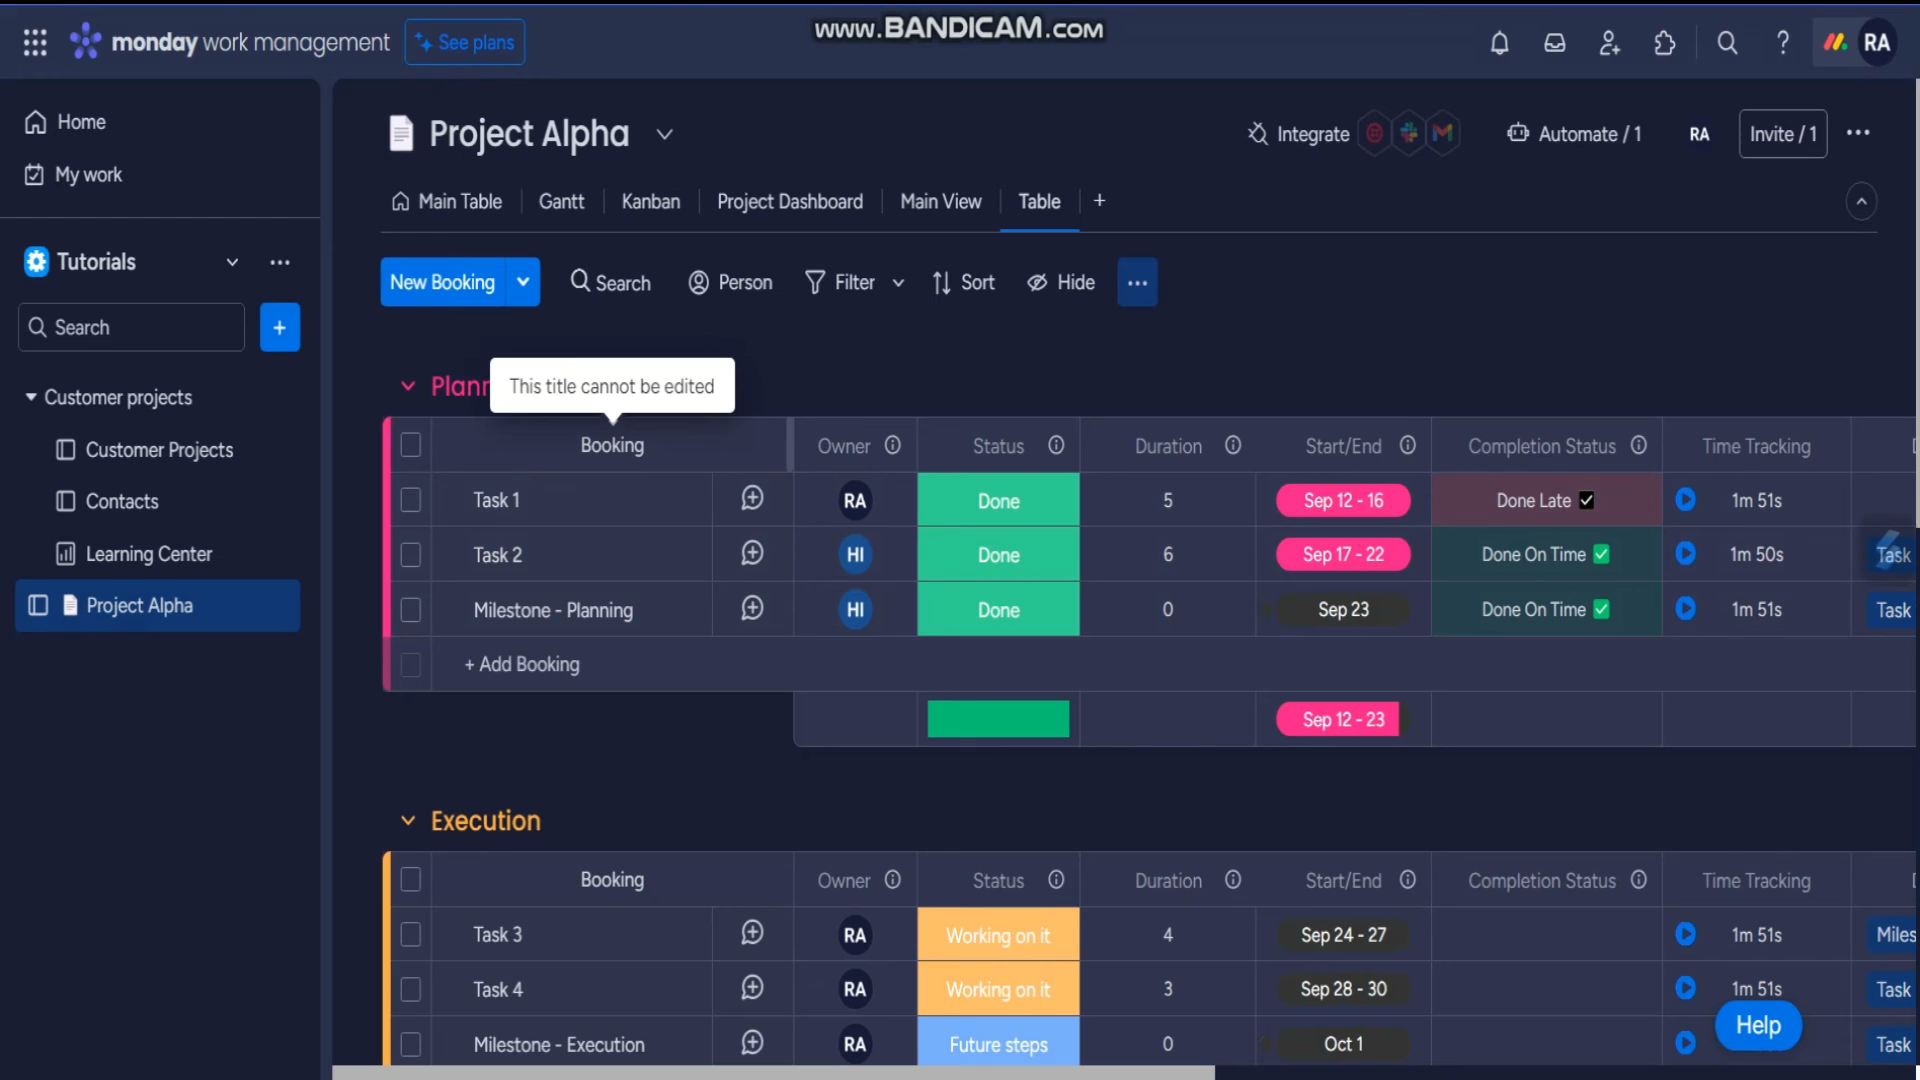 www.BANDICAM.com
monday work management
See plans
RA
Home
My work
Tutorials
Search
Customer projects
Customer Projects
Contacts
Learning Center
Project Alpha
Project Alpha
Integrate
Automate / 1
RA
Invite / 1
Main Table
Gantt
Kanban
Project Dashboard
Main View
Table
+
New Booking
Search
Person
Filter
Sort
Hide
This title cannot be edited
Booking Owner Status Duration Start/End Completion Status Time Tracking
Task 1 RA Done 5 Sep 12 - 16 Done Late 1m 51s
Task 2 HI Done 6 Sep 17 - 22 Done On Time 1m 50s Task
Milestone - Planning HI Done 0 Sep 23 Done On Time 1m 51s Task
+ Add Booking
Sep 12 - 23
Execution
Booking Owner Status Duration Start/End Completion Status Time Tracking
Task 3 RA Working on it 4 Sep 24 - 27 1m 51s Miles
Task 4 RA Working on it 3 Sep 28 - 30 1m 51s Task
Milestone - Execution RA Future steps 0 Oct 1 Task
Help